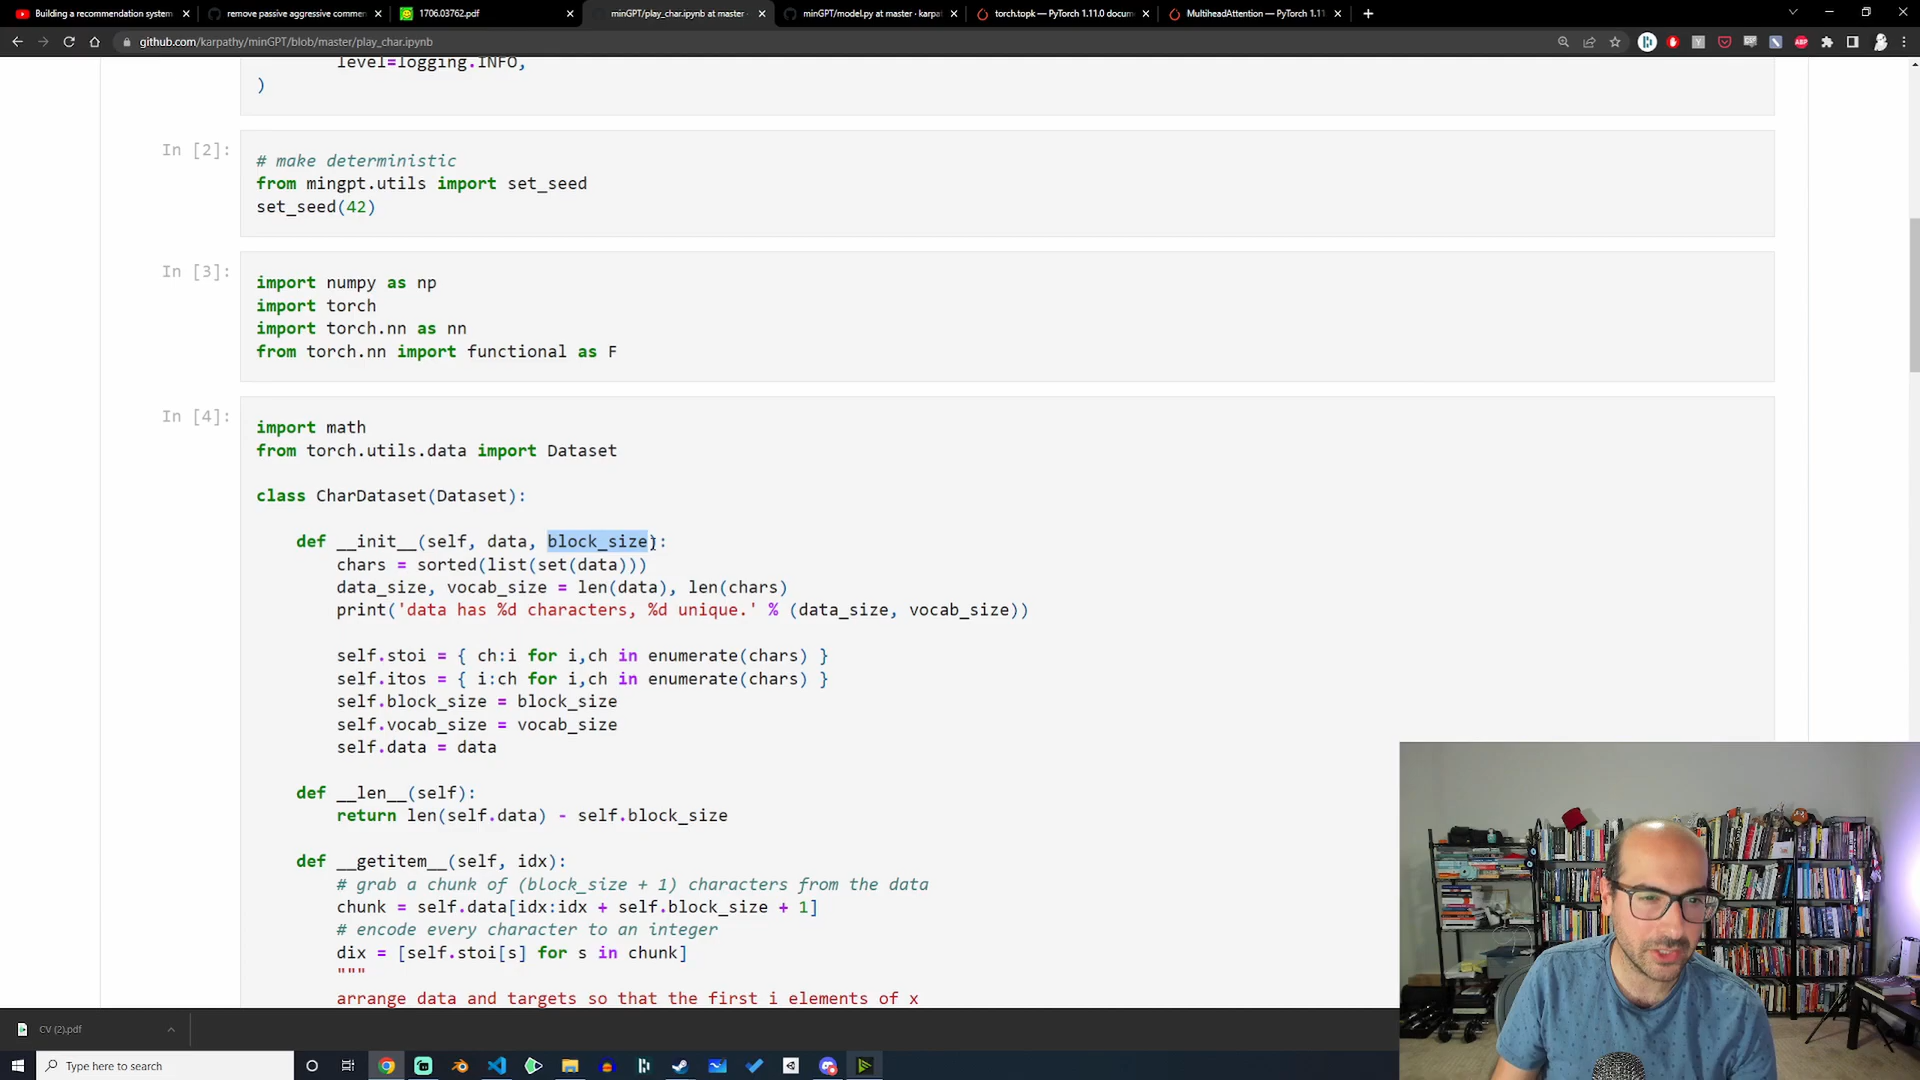 Building a recommendation system
remove passive aggressive commen
1706.03762.pdf
minGPT/play_char.ipynb at master
minGPT/model.py at master · karpa
torch.topk — PyTorch 1.11.0 docum
MultiheadAttention — PyTorch 1.11
github.com/karpathy/minGPT/blob/master/play_char.ipynb
level=logging.INFO,
)
In [2]:
# make deterministic
from mingpt.utils import set_seed
set_seed(42)
In [3]:
import numpy as np
import torch
import torch.nn as nn
from torch.nn import functional as F
In [4]:
import math
from torch.utils.data import Dataset
class CharDataset(Dataset):
def __init__(self, data, block_size):
chars = sorted(list(set(data)))
data_size, vocab_size = len(data), len(chars)
print('data has %d characters, %d unique.' % (data_size, vocab_size))
self.stoi = { ch:i for i,ch in enumerate(chars) }
self.itos = { i:ch for i,ch in enumerate(chars) }
self.block_size = block_size
self.vocab_size = vocab_size
self.data = data
def __len__(self):
return len(self.data) - self.block_size
def __getitem__(self, idx):
# grab a chunk of (block_size + 1) characters from the data
chunk = self.data[idx:idx + self.block_size + 1]
# encode every character to an integer
dix = [self.stoi[s] for s in chunk]
"""
arrange data and targets so that the first i elements of x
CV (2).pdf
Type here to search